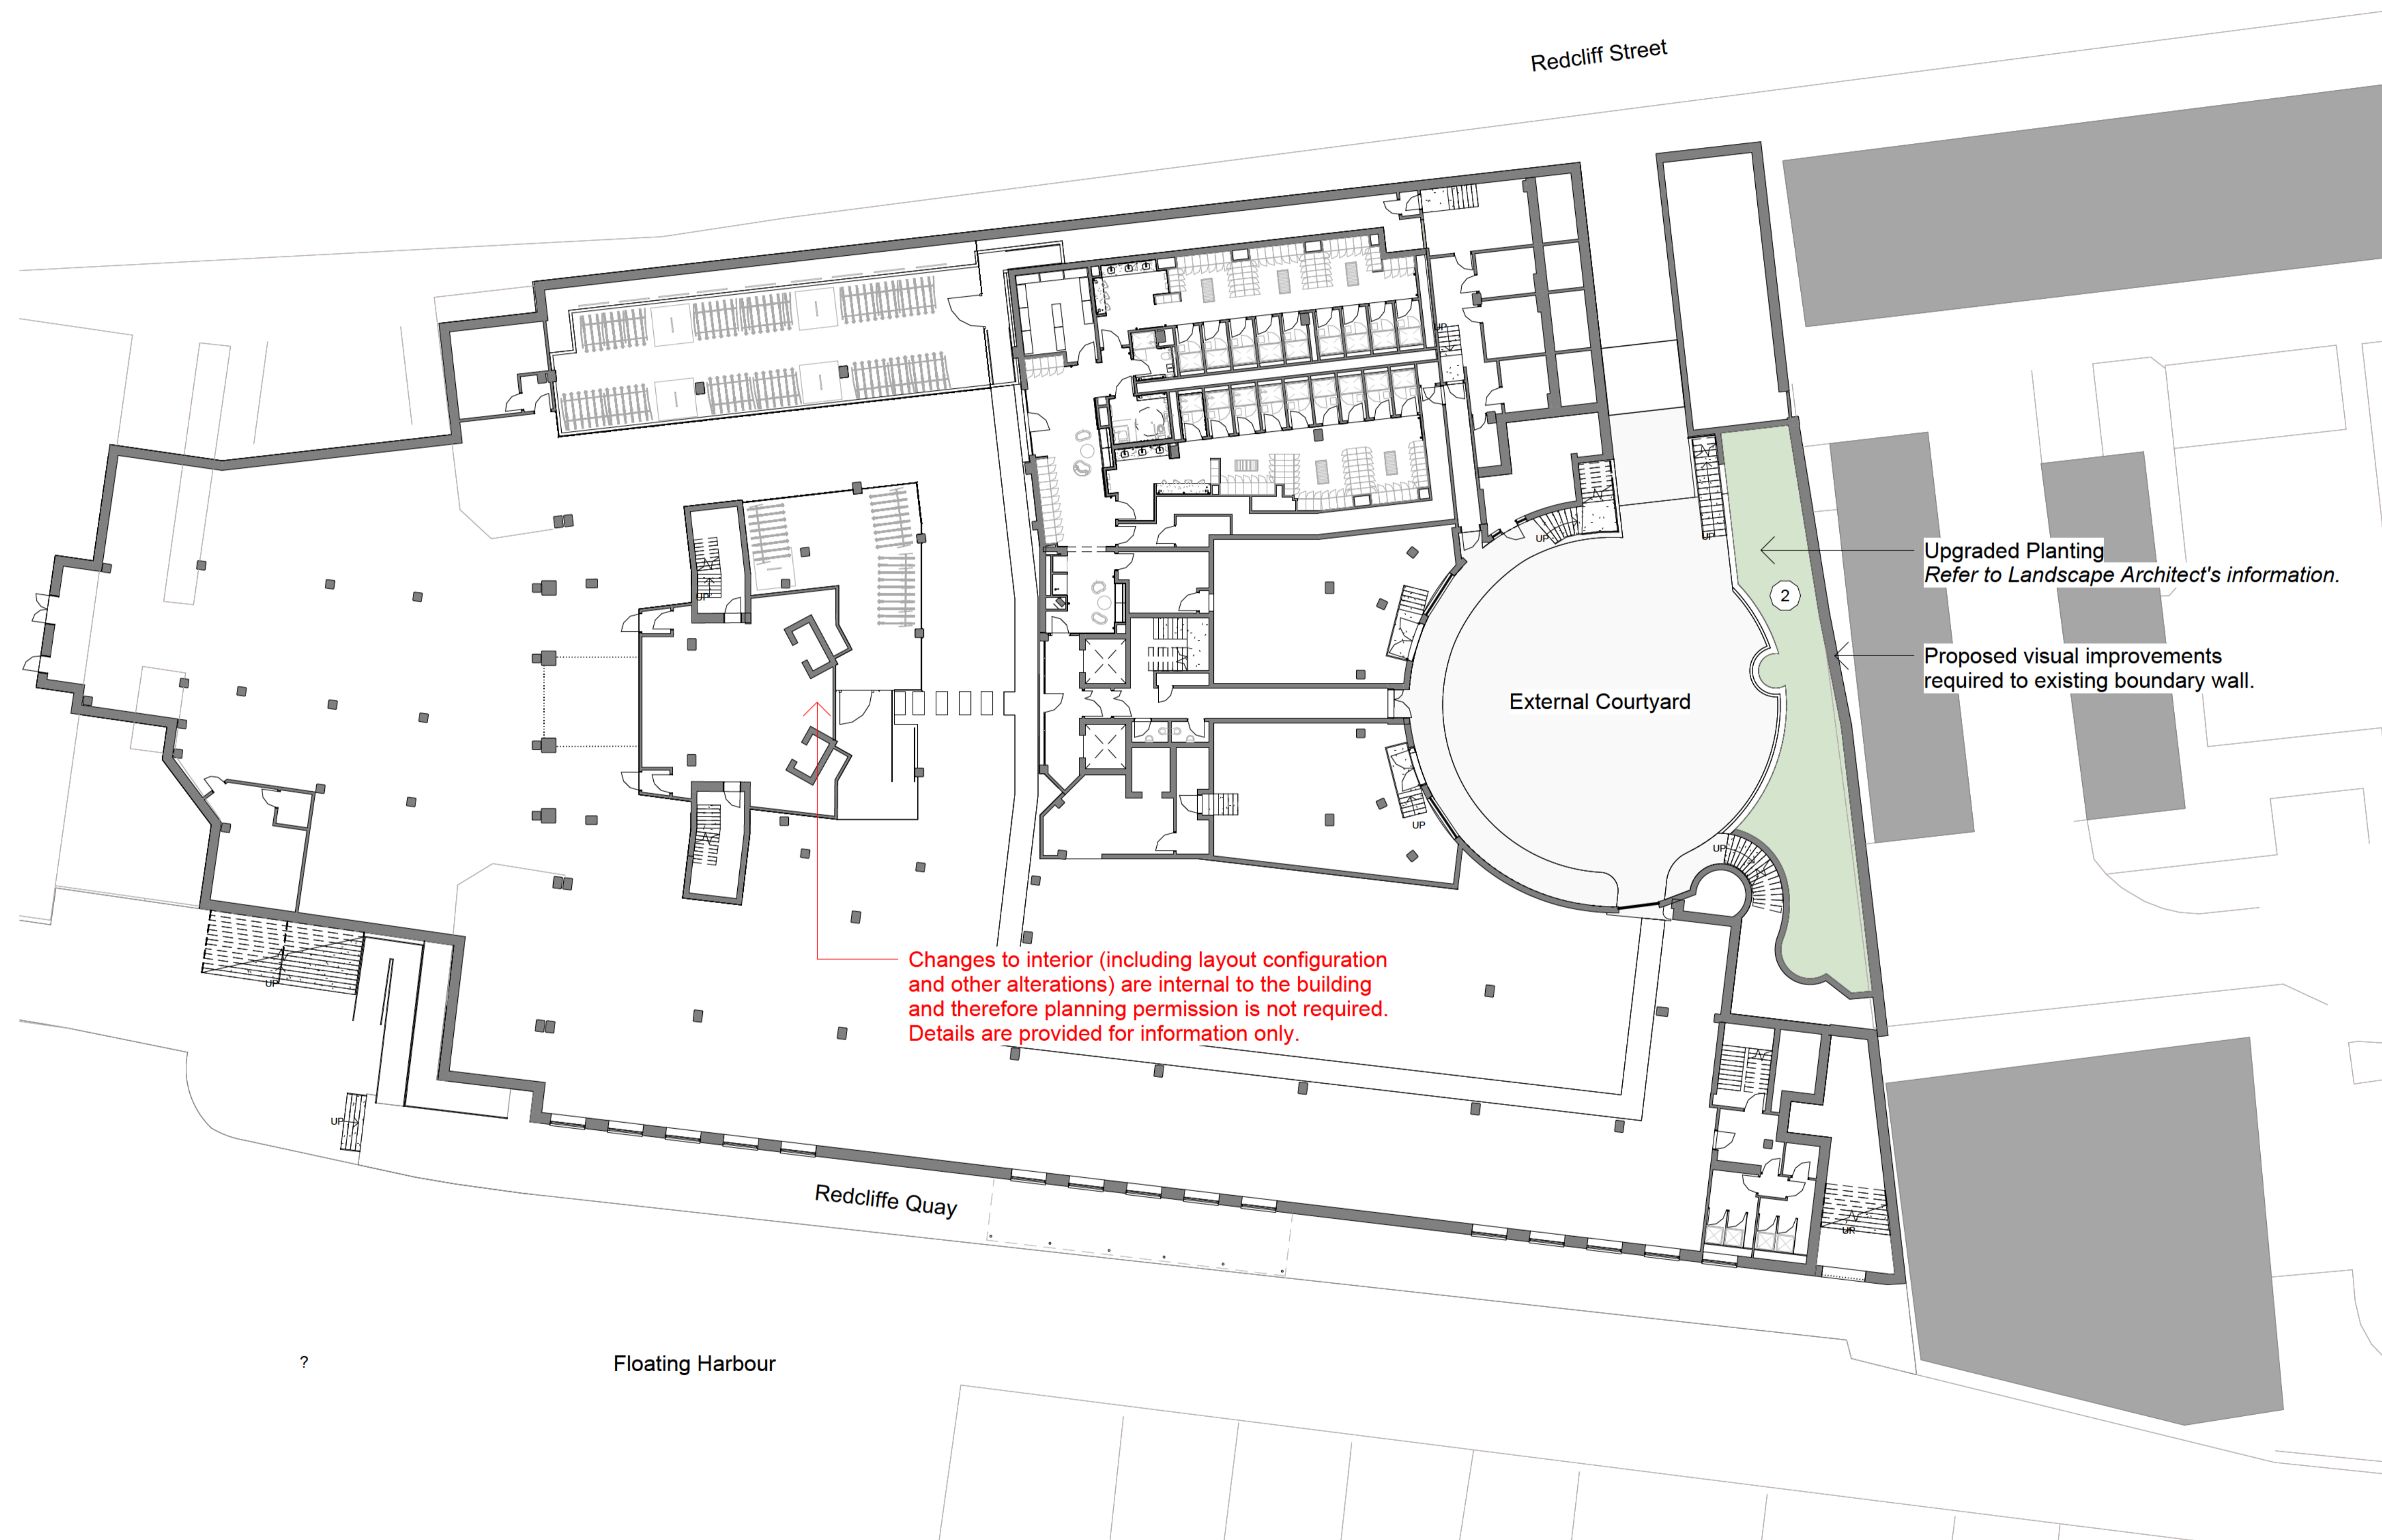 Redcliff Street
UP
UP
UP
UP
Upgraded Planting
Refer to Landscape Architect's information.
2
UP
Proposed visual improvements
required to existing boundary wall.
External Courtyard
UP
UP
Changes to interior (including layout configuration
and other alterations) are internal to the building
and therefore planning permission is not required.
Details are provided for information only.
UP
UP
Redcliffe Quay
UP
?
Floating Harbour